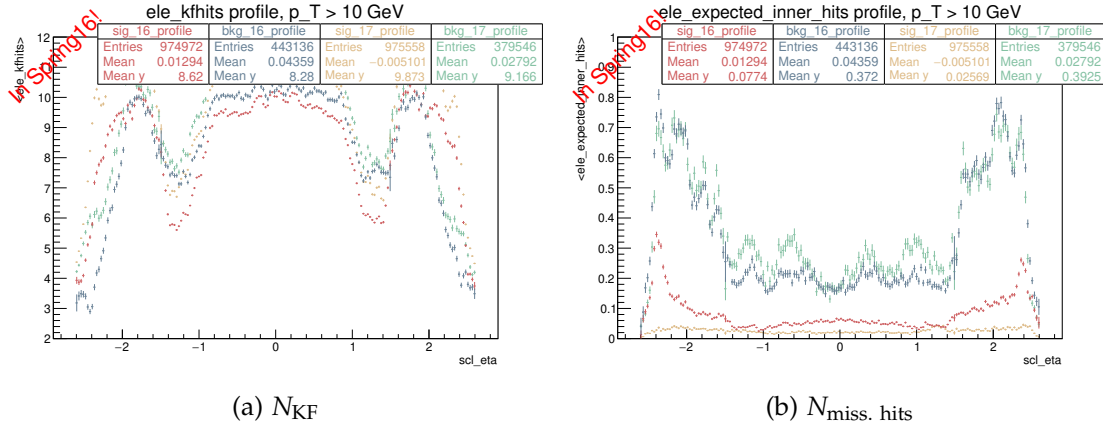 ele_kfhits profile, p_T > 10 GeV
In Spring16!
sig_16_profile bkg_16_profile sig_17_profile bkg_17_profile
Entries 974972 Entries 443136 Entries 975558 Entries 379546
Mean 0.01294 Mean 0.04359 Mean −0.005101 Mean 0.02792
Mean y 8.62 Mean y 8.28 Mean y 9.873 Mean y 9.166
12
10
9
8
7
6
5
4
3
2
−2 −1 0 1 2
scl_eta
(a) N_KF
ele_expected_inner_hits profile, p_T > 10 GeV
In Spring16!
<ele_expected_inner_hits>
sig_16_profile bkg_16_profile sig_17_profile bkg_17_profile
Entries 974972 Entries 443136 Entries 975558 Entries 379546
Mean 0.01294 Mean 0.04359 Mean −0.005101 Mean 0.02792
Mean y 0.0774 Mean y 0.372 Mean y 0.02569 Mean y 0.3925
1
0.7
0.6
0.5
0.4
0.3
0.2
0.1
0
−2 −1 0 1 2
scl_eta
(b) N_miss. hits